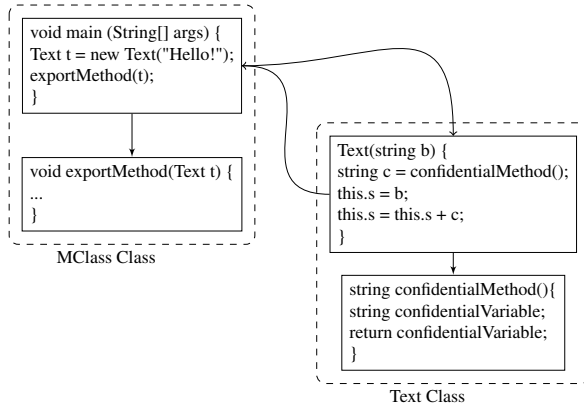 void main (String[] args) {
Text t = new Text("Hello!");
exportMethod(t);
}
void exportMethod(Text t) {
...
}
MClass Class
Text(string b) {
string c = confidentialMethod();
this.s = b;
this.s = this.s + c;
}
string confidentialMethod(){
string confidentialVariable;
return confidentialVariable;
}
Text Class